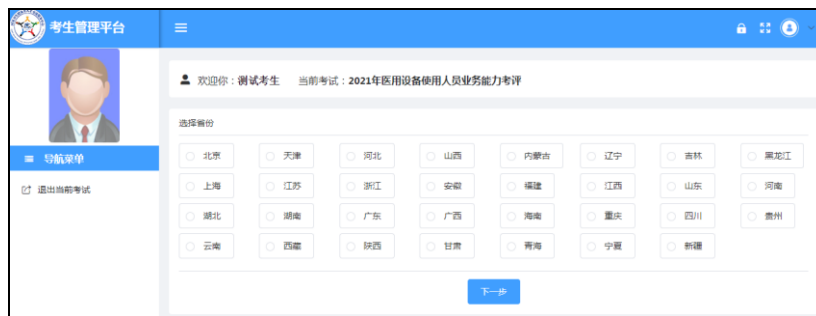 考生管理平台
欢迎你：测试考生 当前考试：2021年医用设备使用人员业务能力考评
选择省份
导航菜单
退出当前考试
北京 天津 河北 山西 内蒙古 辽宁 吉林 黑龙江
上海 江苏 浙江 安徽 福建 江西 山东 河南
湖北 湖南 广东 广西 海南 重庆 四川 贵州
云南 西藏 陕西 甘肃 青海 宁夏 新疆
下一步